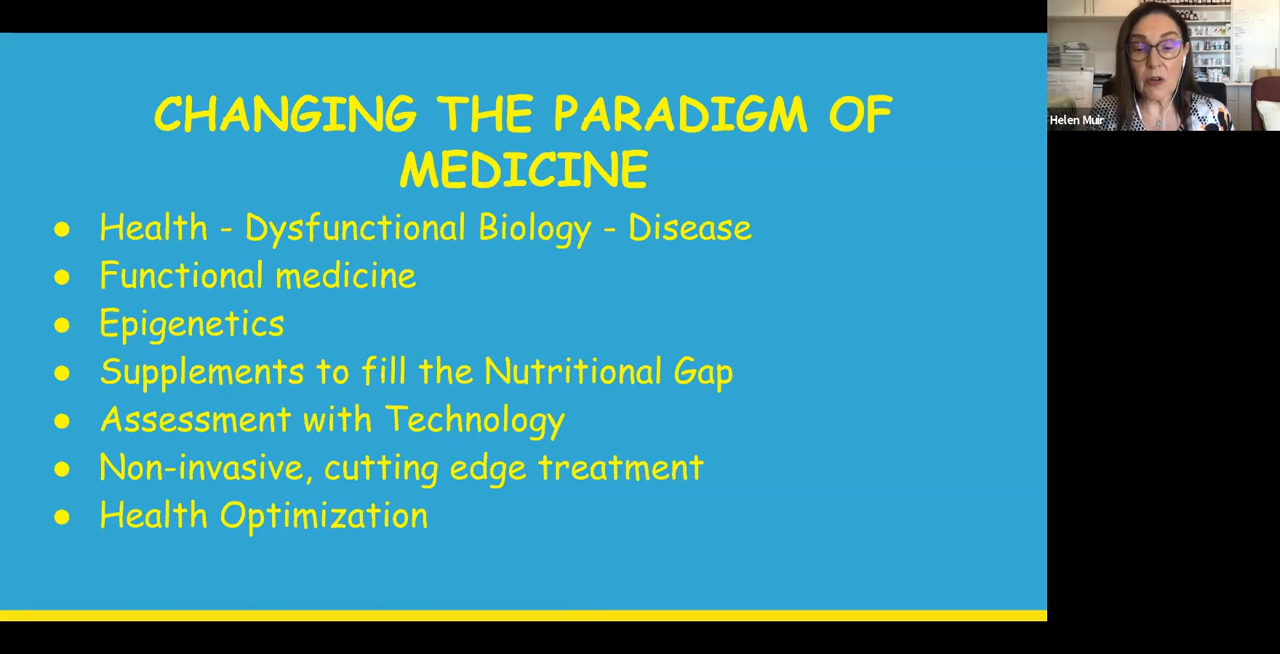 CHANGING THE PARADIGM OF
MEDICINE
● Health - Dysfunctional Biology - Disease
● Functional medicine
● Epigenetics
● Supplements to fill the Nutritional Gap
● Assessment with Technology
● Non-invasive, cutting edge treatment
● Health Optimization
Helen Muir